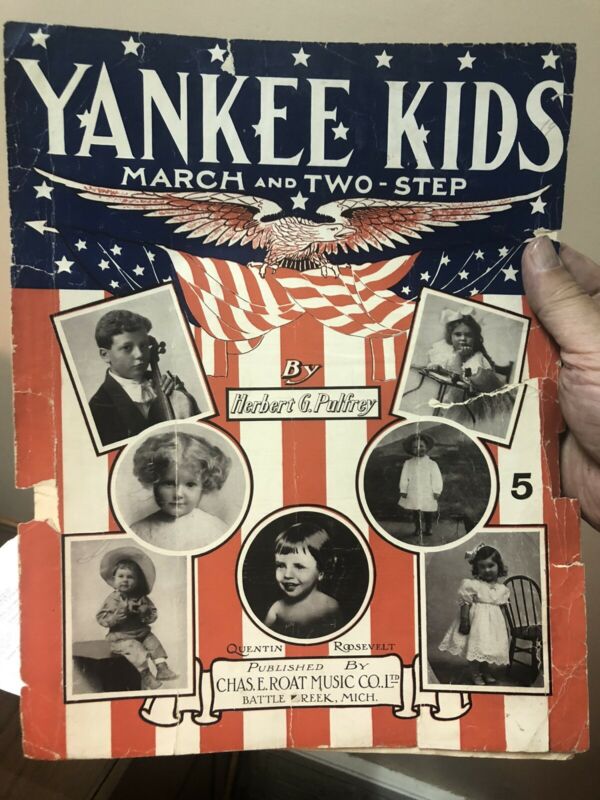 YANKEE KIDS
MARCH AND TWO-STEP
By
Herbert G. Pulfrey
5
QUENTIN ROOSEVELT
PUBLISHED BY
CHAS. E. ROAT MUSIC CO., LTD
BATTLE CREEK, MICH.